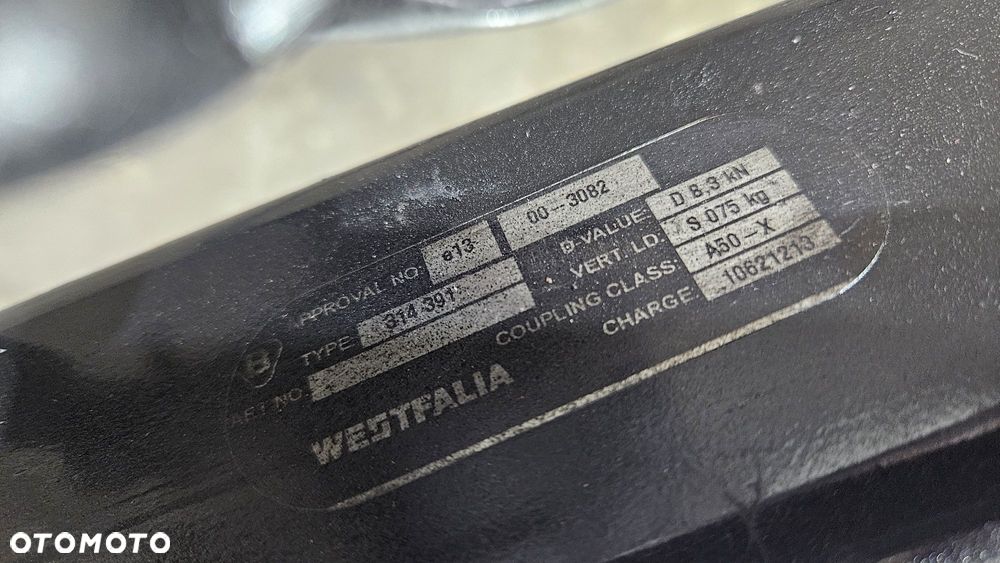 APPROVAL NO. e13 00-3082
TYPE: 314 391
PART NO.
D-VALUE: D 8,3 kN
VERT. LD. S 075 kg
COUPLING CLASS: A50-X
CHARGE: 10621213
WESTFALIA
OTOMOTO